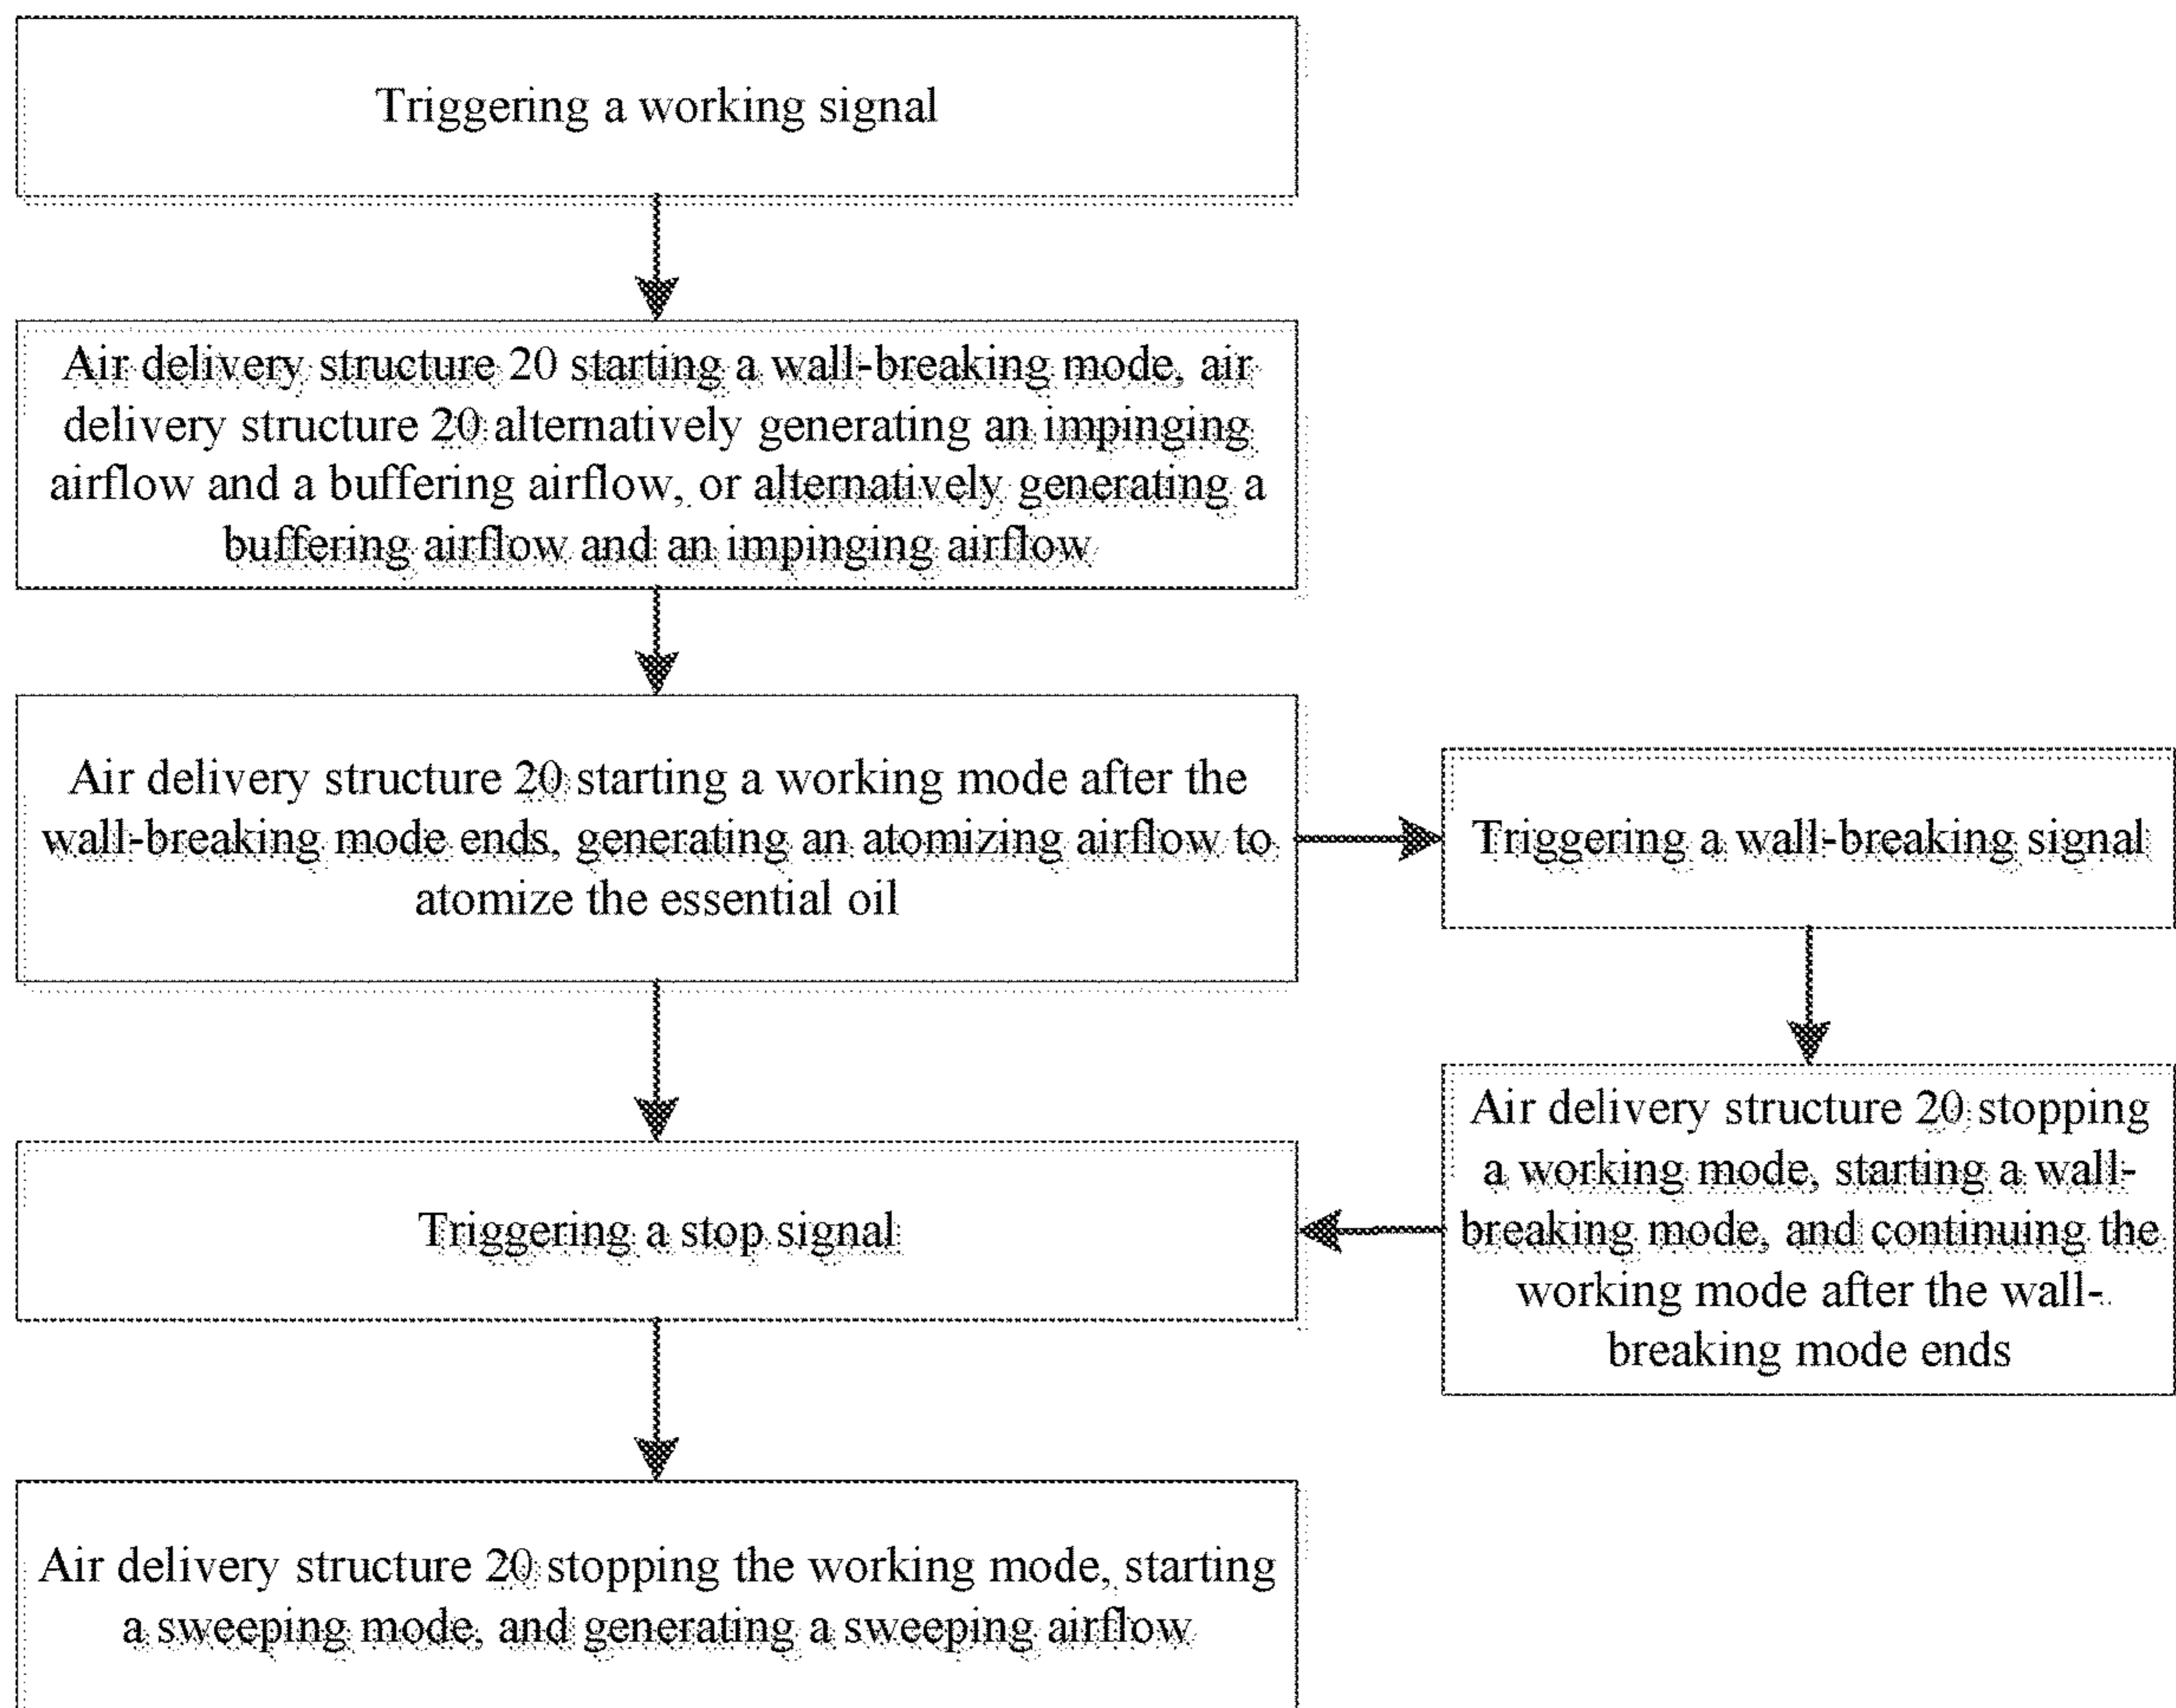 Triggering a working signal
Air delivery structure 20 starting a wall-breaking mode, air
delivery structure 20 alternatively generating an impinging
airflow and a buffering airflow, or alternatively generating a
buffering airflow and an impinging airflow
Air delivery structure 20 starting a working mode after the
wall-breaking mode ends, generating an atomizing airflow to
atomize the essential oil
Triggering a wall-breaking signal
Air delivery structure 20 stopping
a working mode, starting a wall-
breaking mode, and continuing the
working mode after the wall-
breaking mode ends
Triggering a stop signal
Air delivery structure 20 stopping the working mode, starting
a sweeping mode, and generating a sweeping airflow